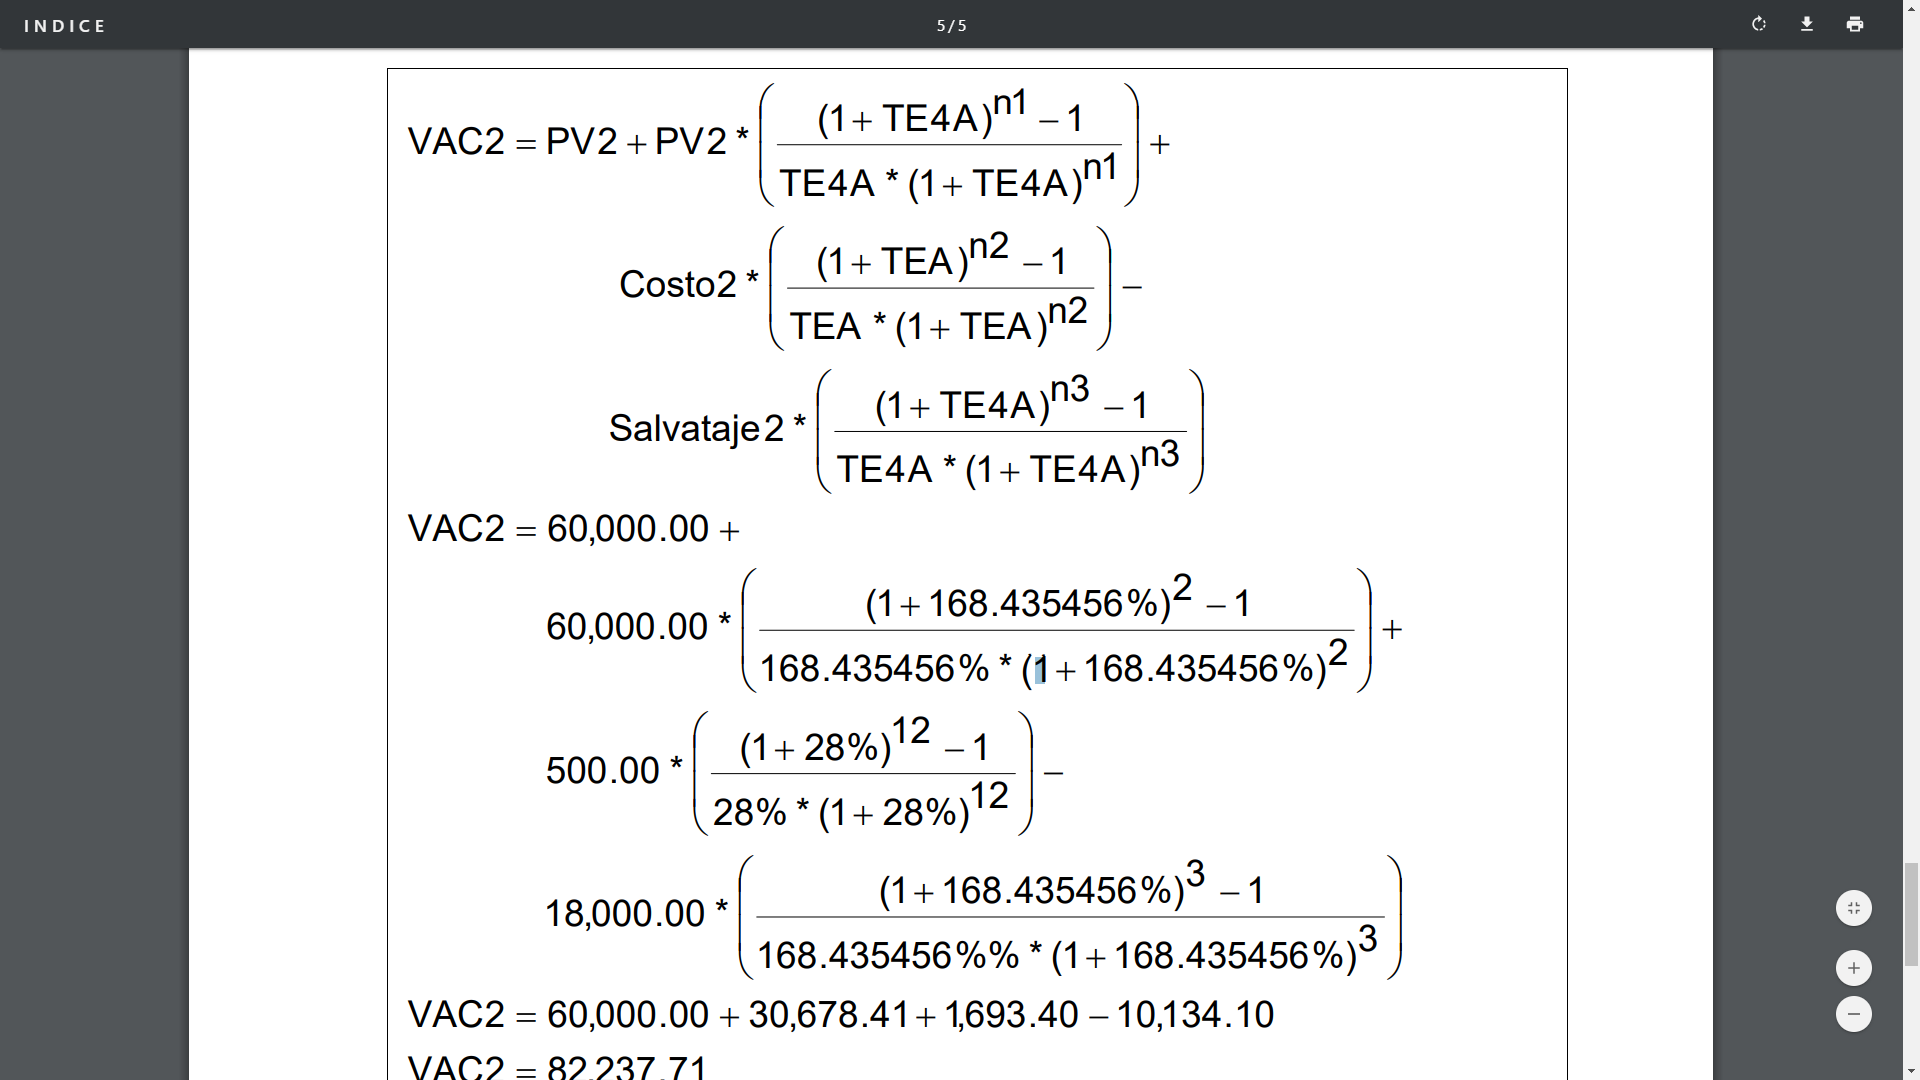 INDICE
5/5
VAC2 = PV2 + PV2 * ( (1+ TE4A)^n1 − 1 / TE4A * (1+ TE4A)^n1 ) +
Costo2 * ( (1+ TEA)^n2 − 1 / TEA * (1+ TEA)^n2 ) −
Salvataje2 * ( (1+ TE4A)^n3 − 1 / TE4A * (1+ TE4A)^n3 )
VAC2 = 60,000.00 +
60,000.00 * ( (1+ 168.435456%)^2 − 1 / 168.435456% * (1+ 168.435456%)^2 ) +
500.00 * ( (1+ 28%)^12 − 1 / 28% * (1+ 28%)^12 ) −
18,000.00 * ( (1+ 168.435456%)^3 − 1 / 168.435456%% * (1+ 168.435456%)^3 )
VAC2 = 60,000.00 + 30,678.41 + 1,693.40 − 10,134.10
VAC2 = 82,237.71